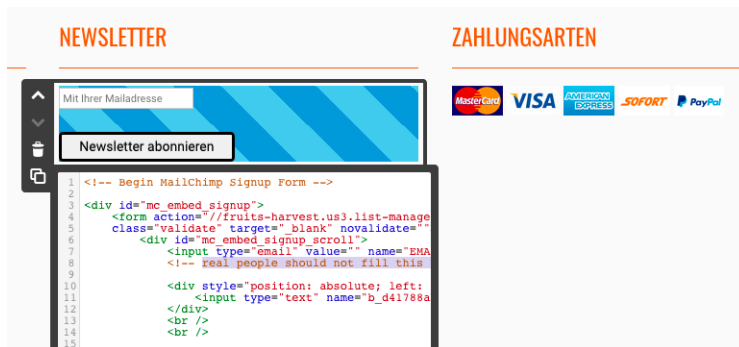 NEWSLETTER
ZAHLUNGSARTEN
Mit Ihrer Mailadresse
Newsletter abonnieren
MasterCard VISA AMERICAN EXPRESS SOFORT PayPal
1 <!-- Begin MailChimp Signup Form -->
2
3 <div id="mc_embed_signup">
4 <form action="//fruits-harvest.us3.list-manage
5 class="validate" target="_blank" novalidate=""
6 <div id="mc_embed_signup_scroll">
7 <input type="email" value="" name="EMA
8 <!-- real people should not fill this
9
10 <div style="position: absolute; left:
11 <input type="text" name="b_d41788a
12 </div>
13 <br />
14 <br />
15